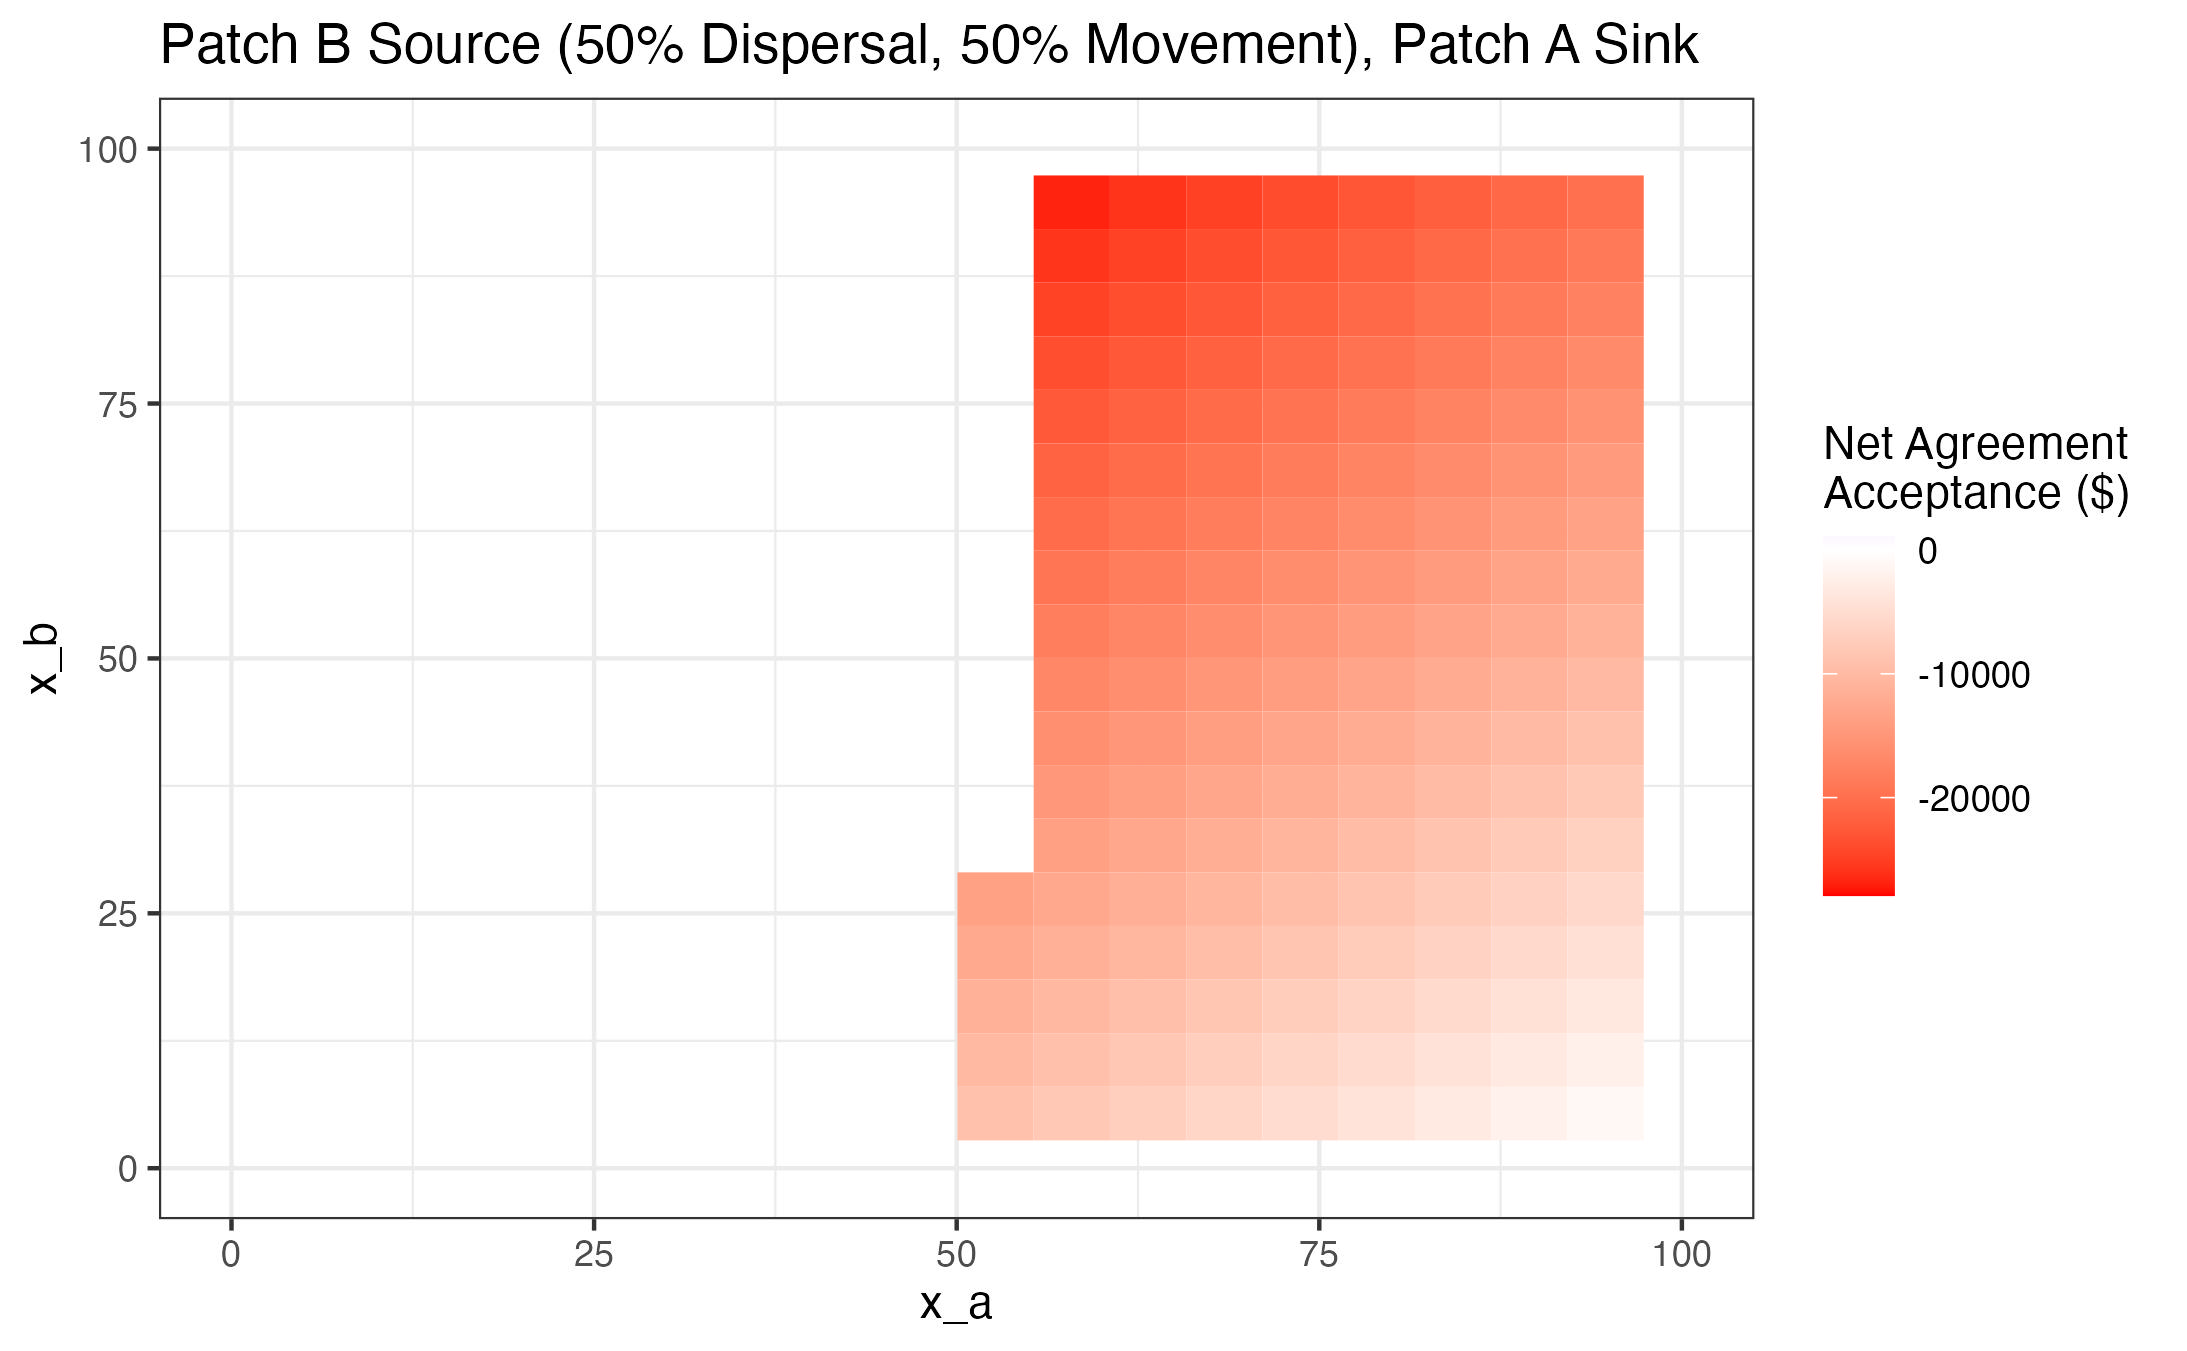 Patch B Source (50% Dispersal, 50% Movement), Patch A Sink
100
75
50
25
0
x_b
0
25
50
75
100
x_a
Net Agreement
Acceptance ($)
0
-10000
-20000